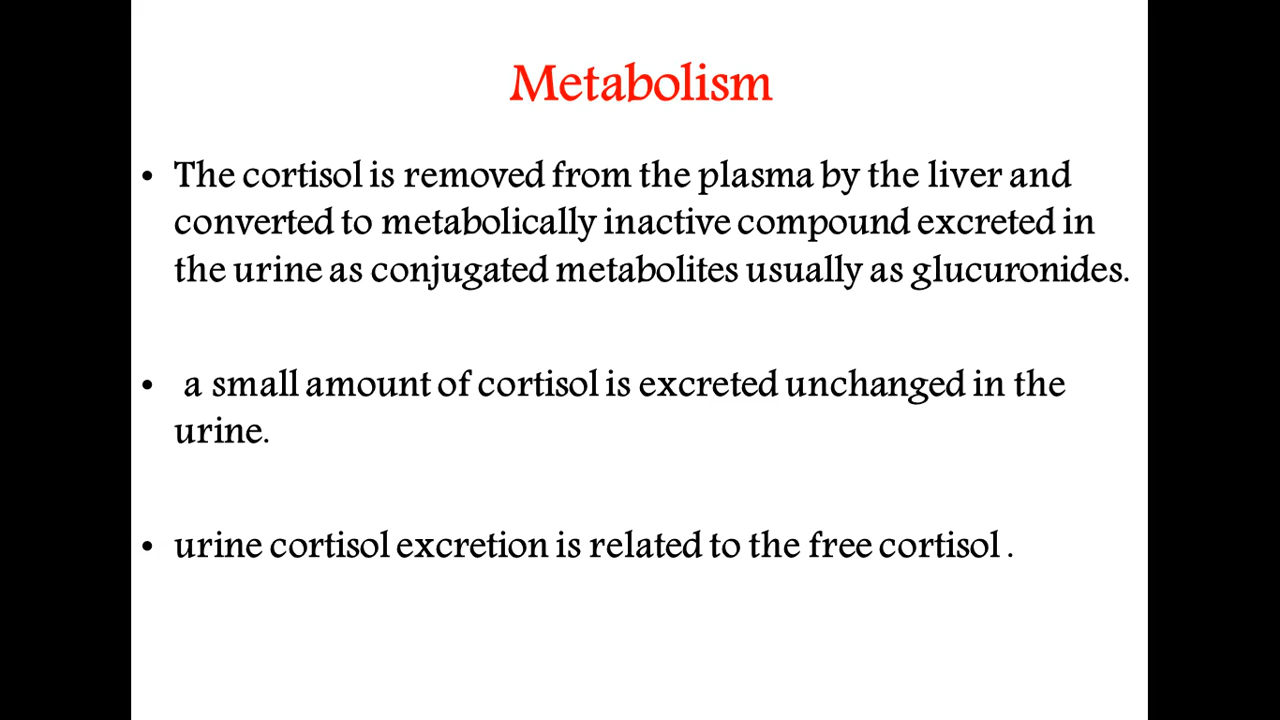 Metabolism
• The cortisol is removed from the plasma by the liver and
converted to metabolically inactive compound excreted in
the urine as conjugated metabolites usually as glucuronides.
• a small amount of cortisol is excreted unchanged in the
urine.
• urine cortisol excretion is related to the free cortisol .